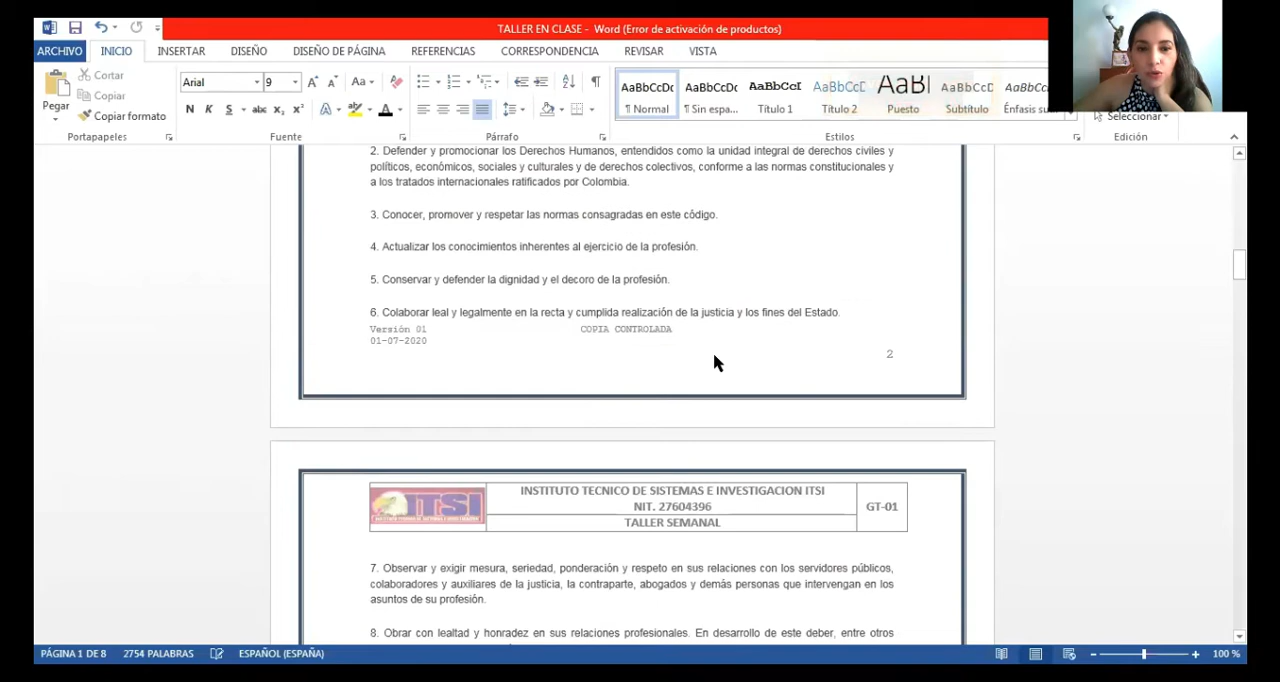 TALLER EN CLASE - Word (Error de activación de productos)
ARCHIVO INICIO INSERTAR DISEÑO DISEÑO DE PÁGINA REFERENCIAS CORRESPONDENCIA REVISAR VISTA
Pegar
Cortar
Copiar
Copiar formato
Portapapeles
Arial 9
Aa
N K S abc x₂ x²
Fuente
Párrafo
AaBbCcDc AaBbCcDc AaBbCcI AaBbCcC AaBl AaBbCcD AaBbCcD
¶ Normal ¶ Sin espa... Título 1 Título 2 Puesto Subtítulo Énfasis su
Estilos
Seleccionar
Edición
2. Defender y promocionar los Derechos Humanos, entendidos como la unidad integral de derechos civiles y
políticos, económicos, sociales y culturales y de derechos colectivos, conforme a las normas constitucionales y
a los tratados internacionales ratificados por Colombia.
3. Conocer, promover y respetar las normas consagradas en este código.
4. Actualizar los conocimientos inherentes al ejercicio de la profesión.
5. Conservar y defender la dignidad y el decoro de la profesión.
6. Colaborar leal y legalmente en la recta y cumplida realización de la justicia y los fines del Estado.
Versión 01 COPIA CONTROLADA
01-07-2020
2
ITSI
INSTITUTO TECNICO DE SISTEMAS E INVESTIGACION ITSI
NIT. 27604396
TALLER SEMANAL
GT-01
7. Observar y exigir mesura, seriedad, ponderación y respeto en sus relaciones con los servidores públicos,
colaboradores y auxiliares de la justicia, la contraparte, abogados y demás personas que intervengan en los
asuntos de su profesión.
8. Obrar con lealtad y honradez en sus relaciones profesionales. En desarrollo de este deber, entre otros
PÁGINA 1 DE 8 2754 PALABRAS ESPAÑOL (ESPAÑA) 100 %